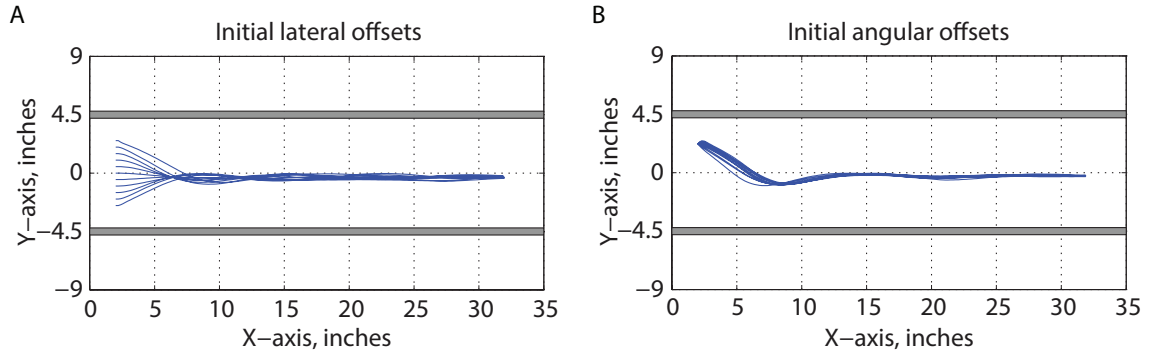 A
Initial lateral offsets
Y−axis, inches
9
4.5
0
−4.5
−9
0 5 10 15 20 25 30 35
X−axis, inches
B
Initial angular offsets
Y−axis, inches
9
4.5
0
−4.5
−9
0 5 10 15 20 25 30 35
X−axis, inches